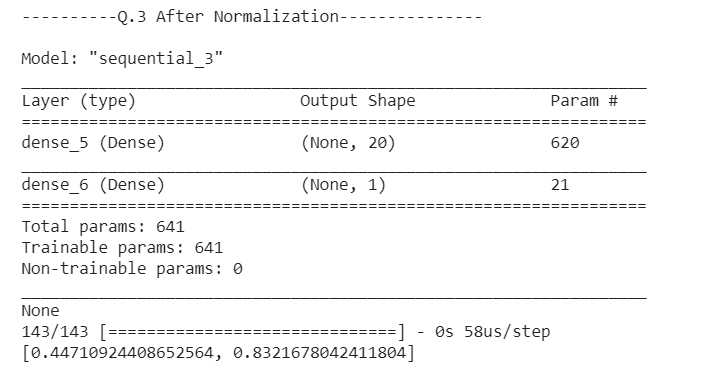 ----------Q.3 After Normalization---------------
Model: "sequential_3"
_________________________________________________________________
Layer (type)                 Output Shape              Param #
=================================================================
dense_5 (Dense)              (None, 20)                620
_________________________________________________________________
dense_6 (Dense)              (None, 1)                 21
=================================================================
Total params: 641
Trainable params: 641
Non-trainable params: 0
_________________________________________________________________
None
143/143 [==============================] - 0s 58us/step
[0.44710924408652564, 0.8321678042411804]